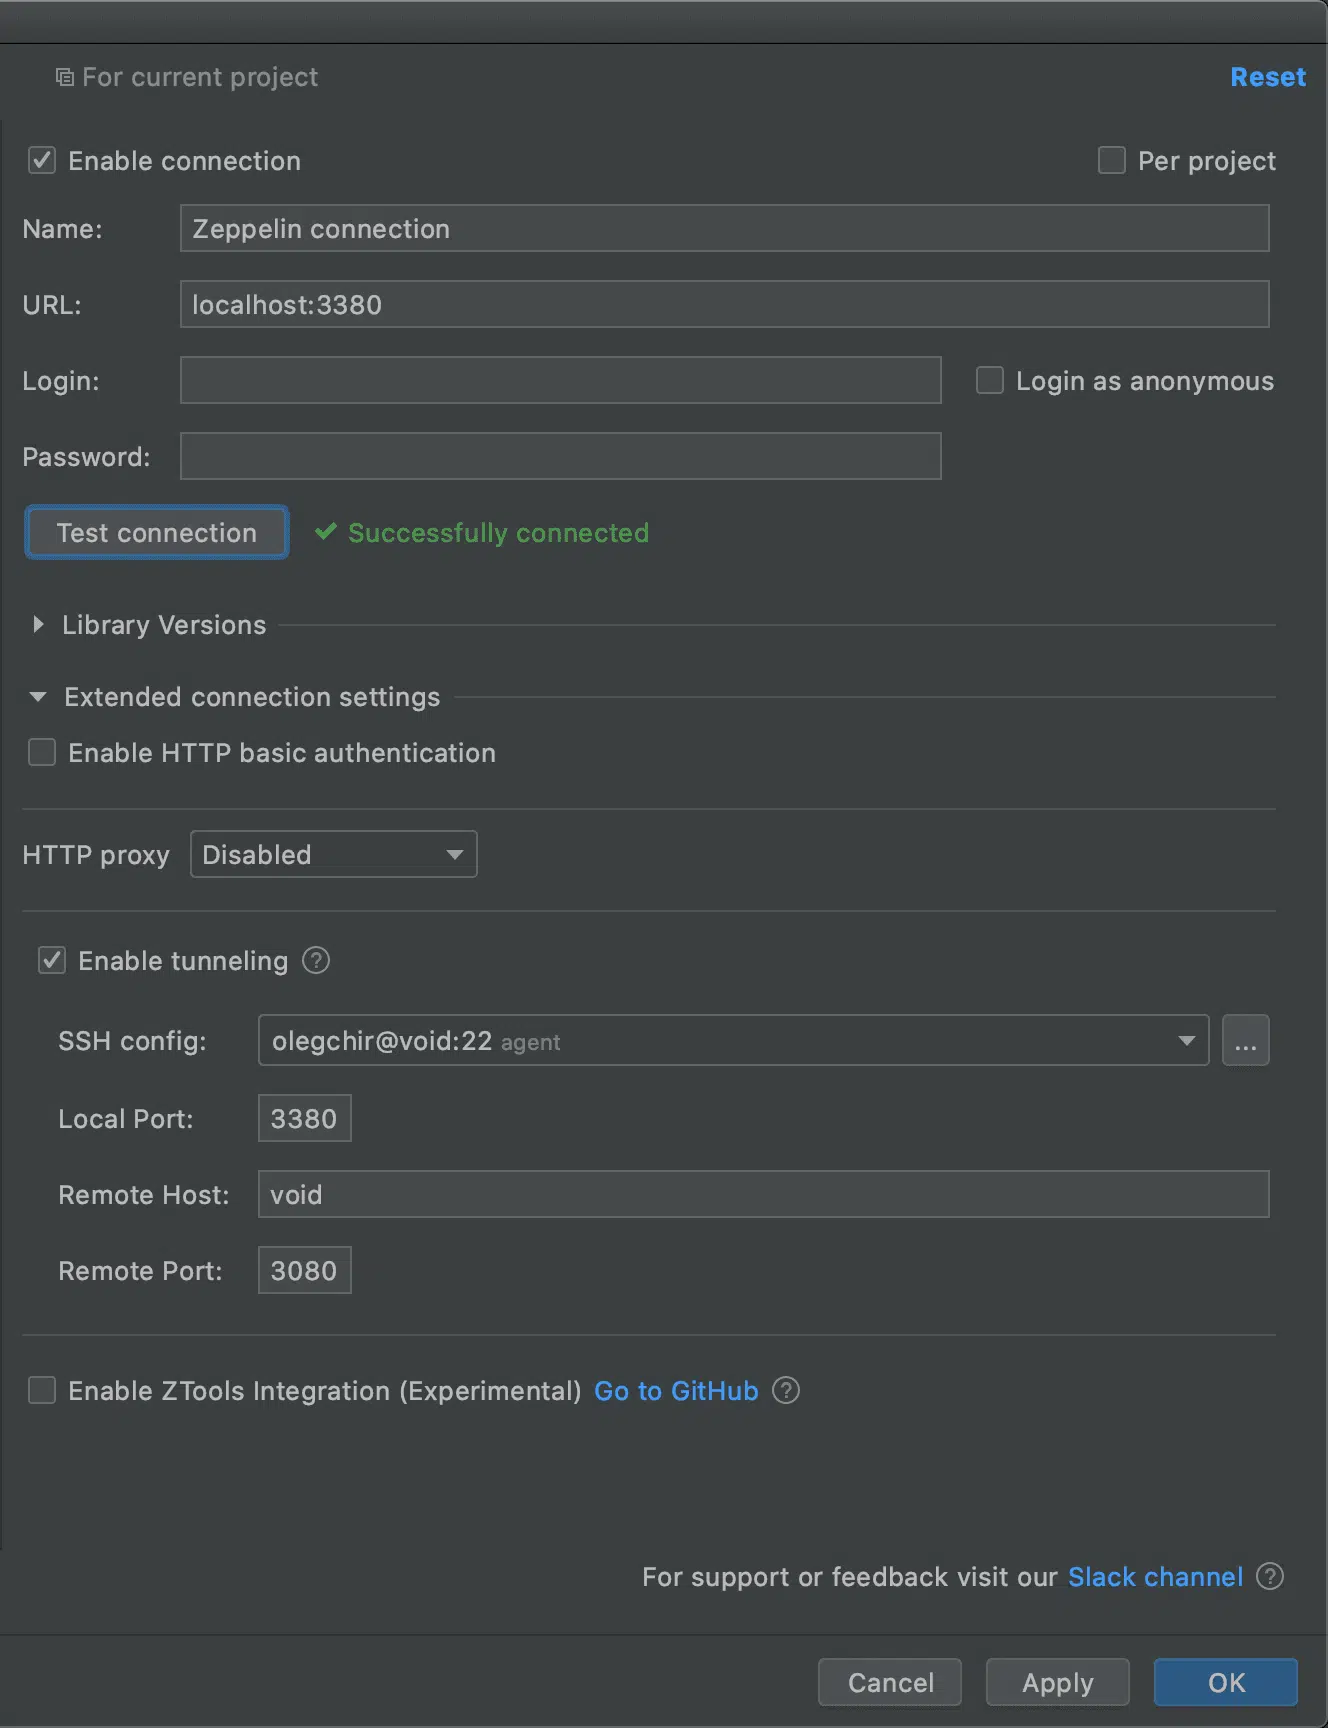 For current project Reset
Enable connection Per project
Name: Zeppelin connection
URL: localhost:3380
Login: Login as anonymous
Password:
Test connection Successfully connected
Library Versions
Extended connection settings
Enable HTTP basic authentication
HTTP proxy Disabled
Enable tunneling ?
SSH config: olegchir@void:22 agent ...
Local Port: 3380
Remote Host: void
Remote Port: 3080
Enable ZTools Integration (Experimental) Go to GitHub ?
For support or feedback visit our Slack channel ?
Cancel Apply OK